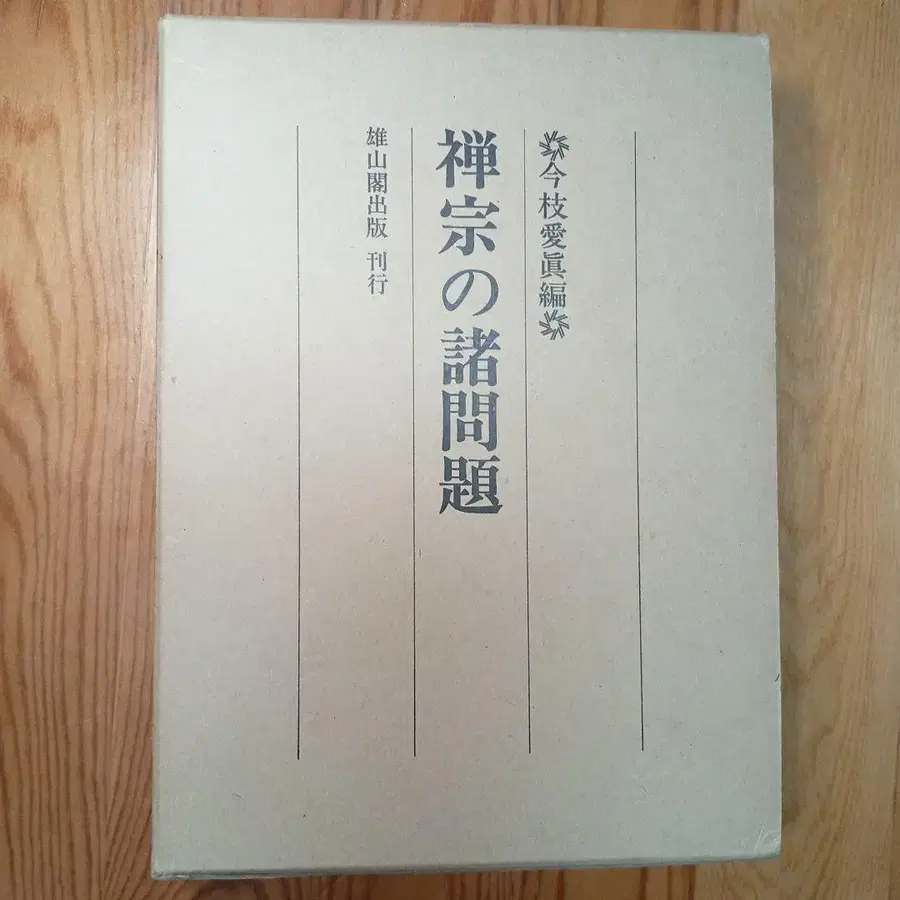 今枝愛眞編
禅宗の諸問題
雄山閣出版 刊行